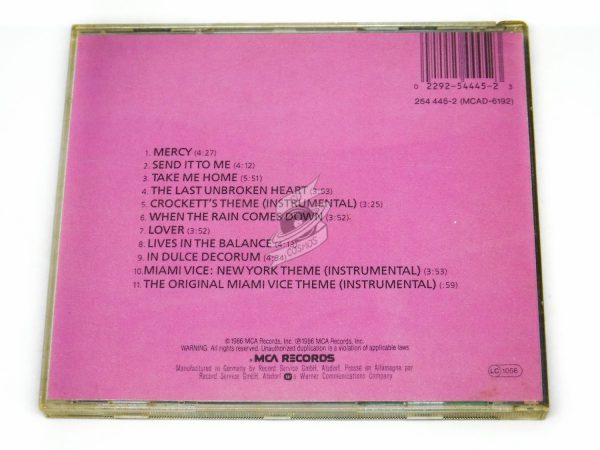 0 2292-54445-2 3
254 445-2 (MCAD-6192)
1. MERCY (4:27)
2. SEND IT TO ME (4:12)
3. TAKE ME HOME (5:51)
4. THE LAST UNBROKEN HEART (3:53)
5. CROCKETT'S THEME (INSTRUMENTAL) (3:25)
6. WHEN THE RAIN COMES DOWN (3:52)
7. LOVER (3:52)
8. LIVES IN THE BALANCE (4:13)
9. IN DULCE DECORUM
10. MIAMI VICE: NEW YORK THEME (INSTRUMENTAL) (3:53)
11. THE ORIGINAL MIAMI VICE THEME (INSTRUMENTAL) (:59)
COSMOS
© 1986 MCA Records, Inc. ℗ 1986 MCA Records, Inc.
WARNING: All rights reserved. Unauthorized duplication is a violation of applicable laws.
MCA RECORDS
Manufactured in Germany by Record Service GmbH, Alsdorf. Pressé en Allemagne par
Record Service GmbH, Alsdorf a Warner Communications Company
LC 1056